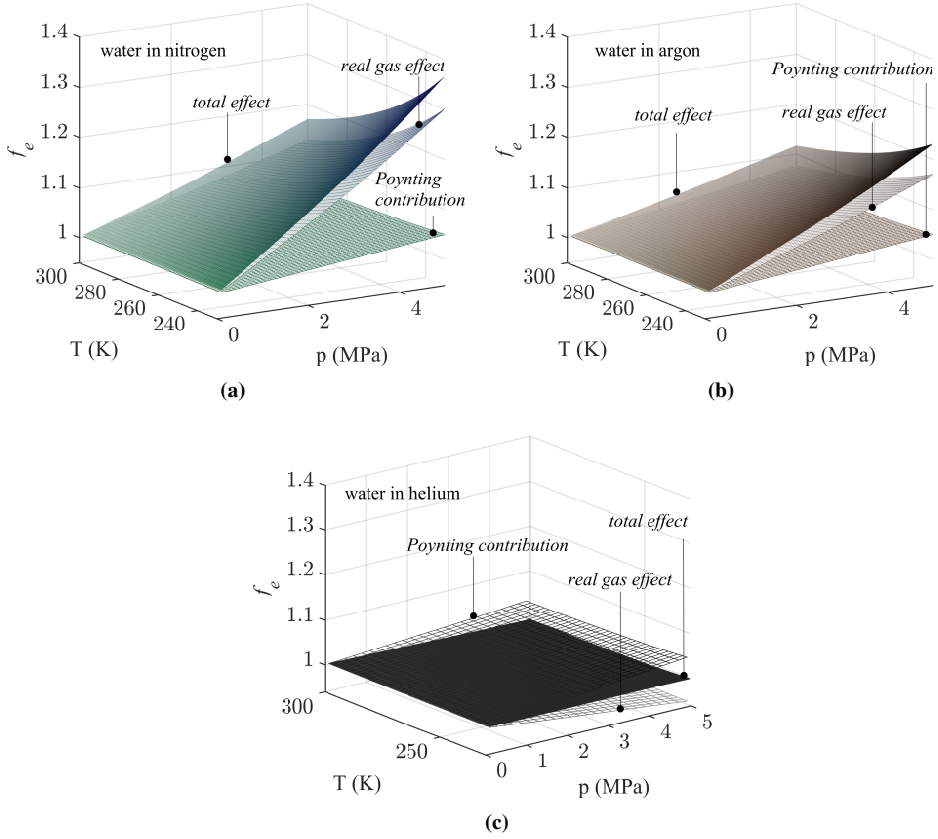 1.4
water in nitrogen
real gas effect
1.3
total effect
1.2
f_e
Poynting
contribution
1.1
1
300
280
260
240
0
2
4
T (K)
p (MPa)
(a)
1.4
water in argon
Poynting contribution
1.3
total effect
real gas effect
1.2
f_e
1.1
1
300
280
260
240
0
2
4
T (K)
p (MPa)
(b)
1.4
water in helium
total effect
1.3
Poynting contribution
1.2
real gas effect
f_e
1.1
1
300
250
0
1
2
3
4
5
T (K)
p (MPa)
(c)